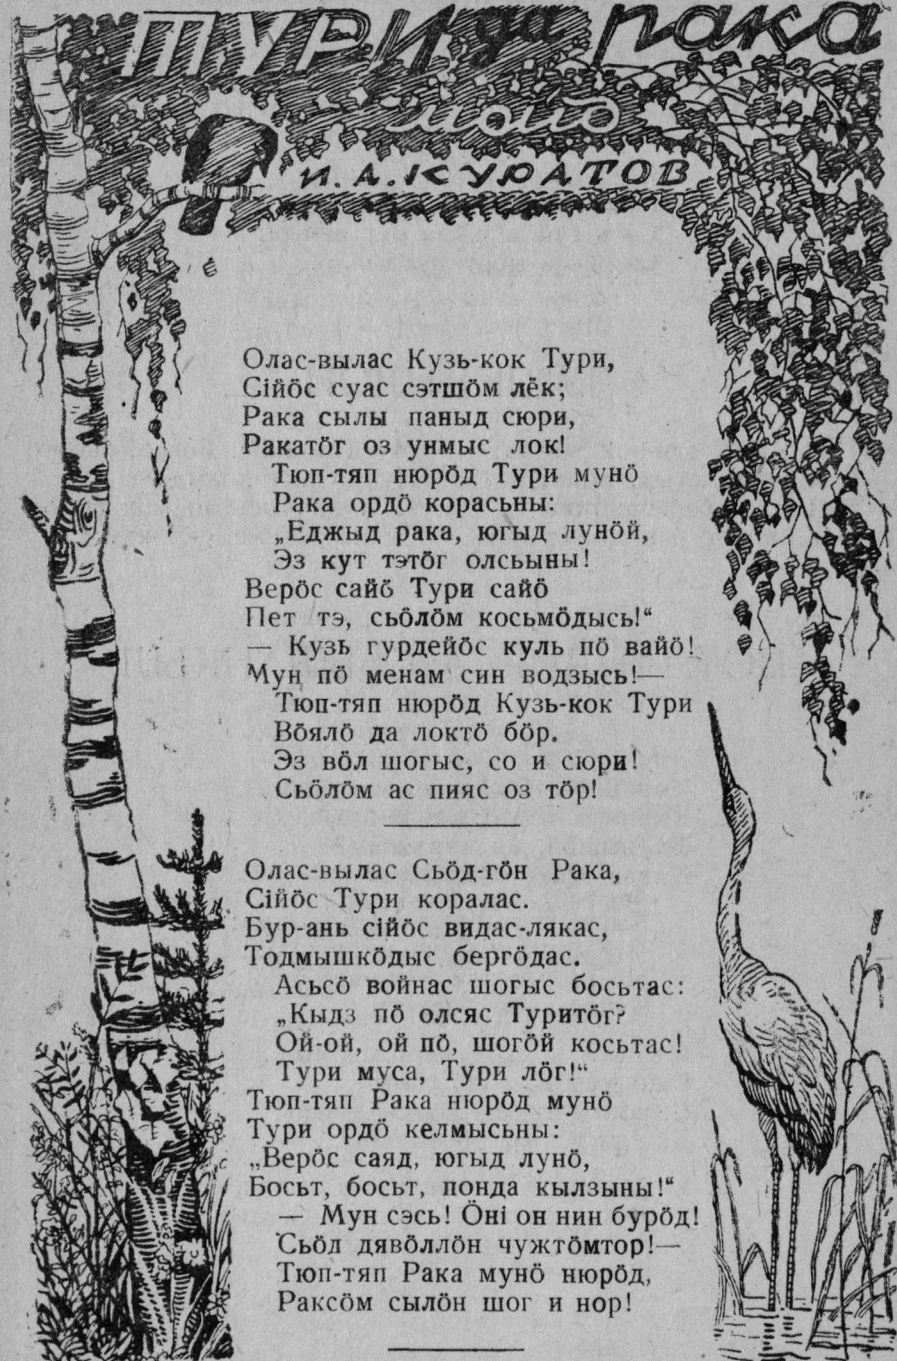 ТУРИ да рака
мойд
И. А. КУРАТОВ
Олас-вылас Кузь-кок Тури,
Сійӧс суас сэтшӧм лёк;
Рака сылы паныд сюри,
Ракатӧг оз унмыс лок!
Тюп-тяп нюрӧд Тури мунӧ
Рака ордӧ корасьны:
„Еджыд рака, югыд лунӧй,
Эз кут тэтӧг олсьыны!
Верӧс сайӧ Тури сайӧ
Пет тэ, сьӧлӧм косьмӧдысь!“
— Кузь гурдейӧс куль пӧ вайӧ!
Мун пӧ менам син водзысь!—
Тюп-тяп нюрӧд Кузь-кок Тури
Вӧялӧ да локтӧ бӧр.
Эз вӧл шогыс, со и сюри!
Сьӧлӧм ас пияс оз тӧр!
Олас-вылас Сьӧд-гӧн Рака,
Сійӧс Тури коралас.
Бур-ань сійӧс видас-лякас,
Тодмышкӧдыс бергӧдас.
Асьсӧ войнас шогыс босьтас:
„Кыдз пӧ олсяс Туритӧг?
Ой-ой, ой пӧ, шогӧй косьтас!
Тури муса, Тури лӧг!“
Тюп-тяп Рака нюрӧд мунӧ
Тури ордӧ келмысьны:
„Верӧс саяд, югыд лунӧ,
Босьт, босьт, понда кылзыны!“
— Мун сэсь! Ӧні он нин бурӧд!
Сьӧл дявӧллӧн чужтӧмтор!—
Тюп-тяп Рака мунӧ нюрӧд,
Раксӧм сылӧн шог и нор!